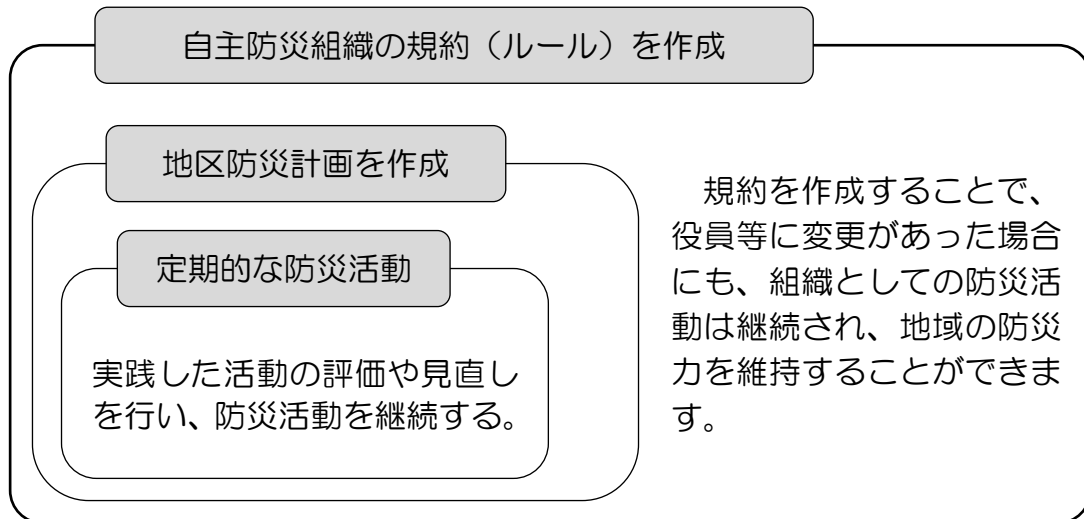 自主防災組織の規約（ルール）を作成
地区防災計画を作成
定期的な防災活動
実践した活動の評価や見直し
を行い、防災活動を継続する。
規約を作成することで、
役員等に変更があった場合
にも、組織としての防災活
動は継続され、地域の防災
力を維持することができま
す。